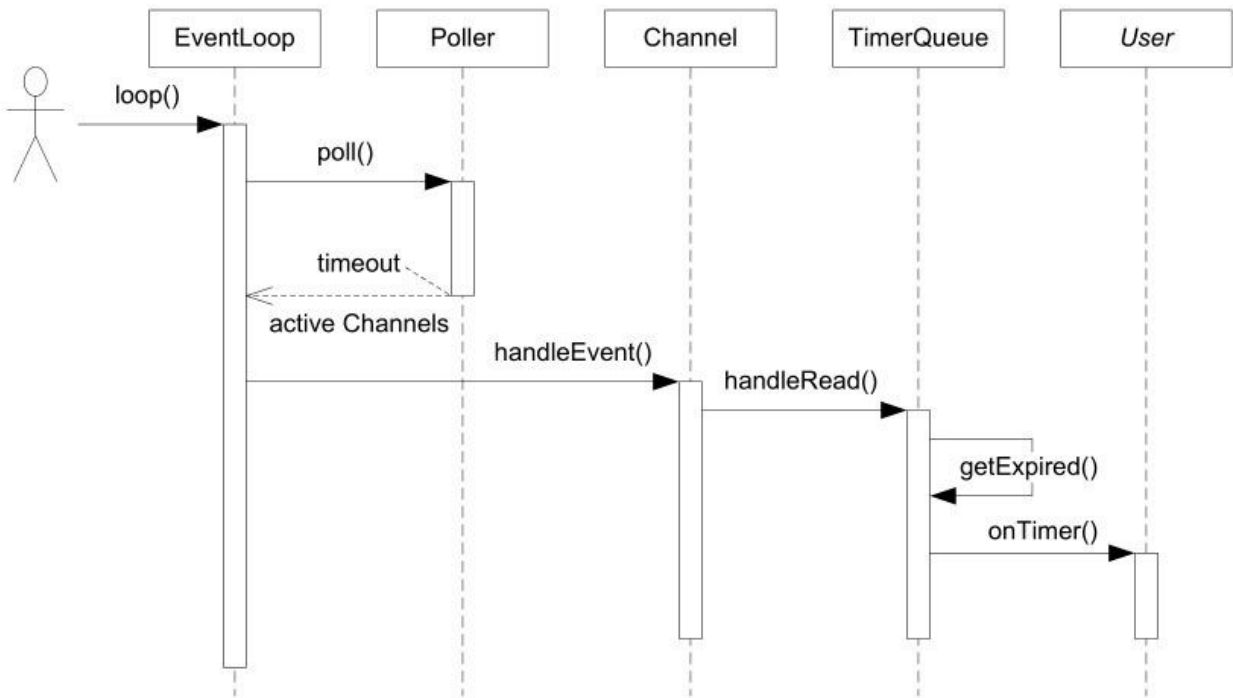 EventLoop
Poller
Channel
TimerQueue
User
loop()
poll()
timeout
active Channels
handleEvent()
handleRead()
getExpired()
onTimer()